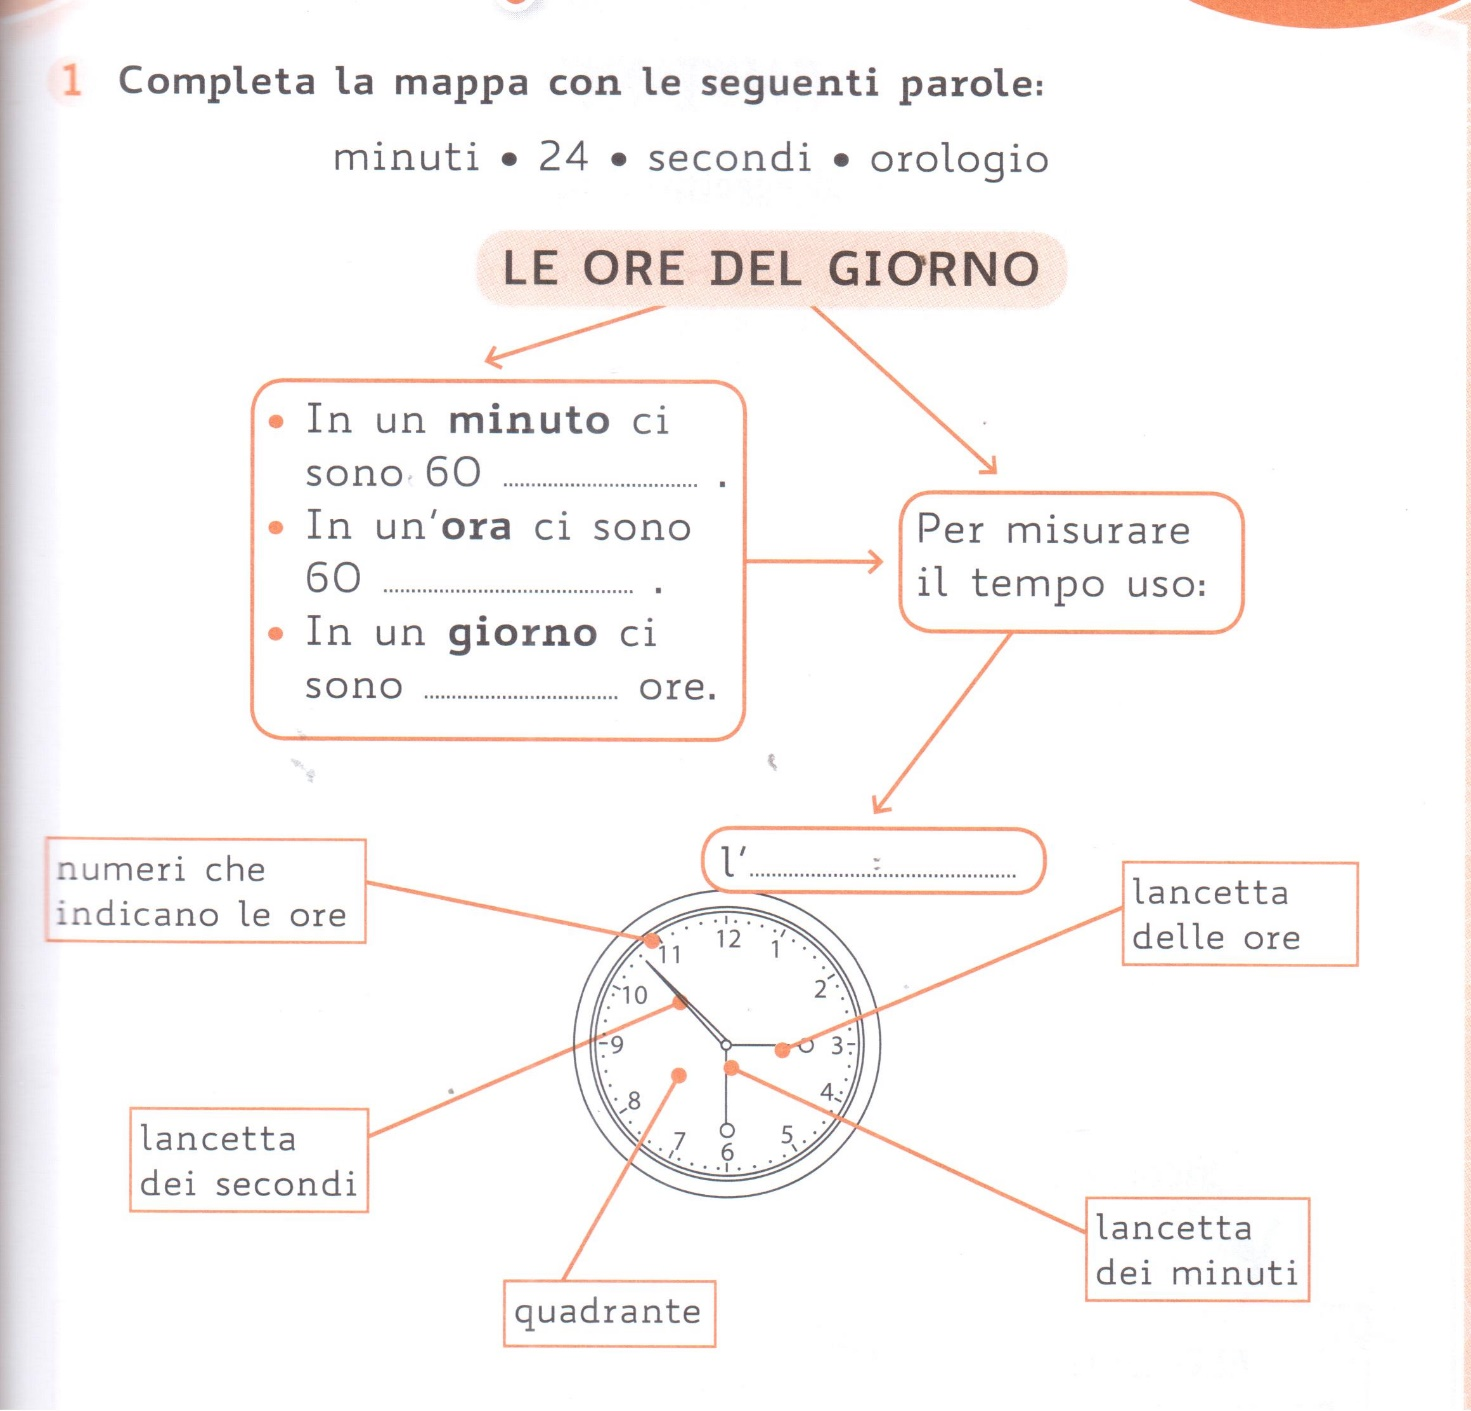 1 Completa la mappa con le seguenti parole:
minuti • 24 • secondi • orologio
LE ORE DEL GIORNO
• In un minuto ci
sono 60 .............................. .
• In un'ora ci sono
60 .............................. .
• In un giorno ci
sono .............................. ore.
Per misurare
il tempo uso:
l'..............................
numeri che
indicano le ore
lancetta
delle ore
12
11
1
10
2
9
3
8
4
7
5
6
lancetta
dei secondi
lancetta
dei minuti
quadrante